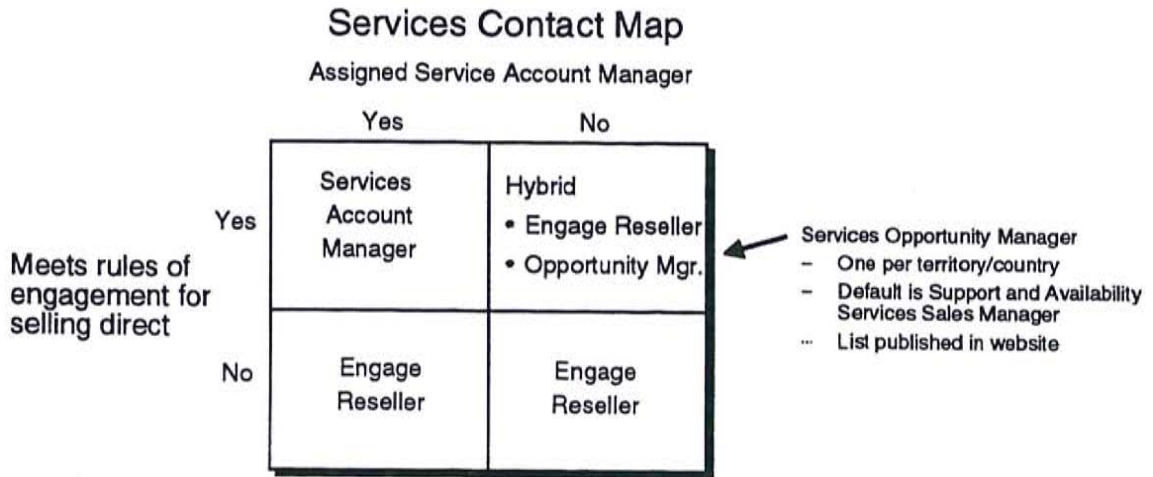 Services Contact Map
Assigned Service Account Manager
Yes
No
Yes
Services
Account
Manager
Hybrid
• Engage Reseller
• Opportunity Mgr.
Services Opportunity Manager
– One per territory/country
– Default is Support and Availability
Services Sales Manager
... List published in website
Meets rules of
engagement for
selling direct
No
Engage
Reseller
Engage
Reseller